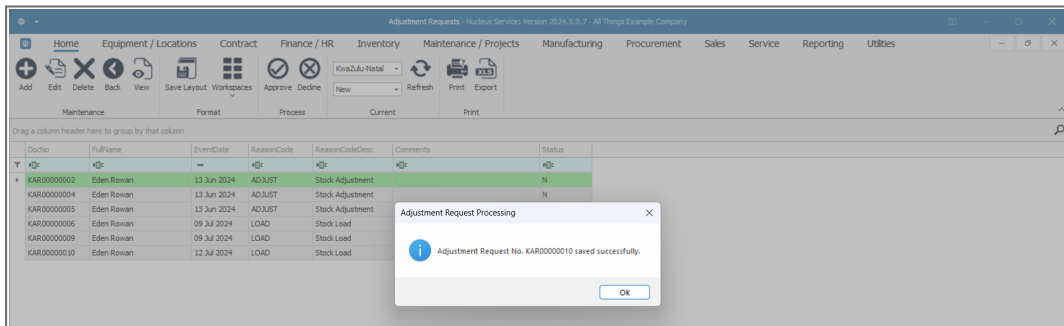 Adjustment Requests - Nucleus Service: Version 2024.5.0.7 - All Things Example Company
Home Equipment / Locations Contract Finance / HR Inventory Maintenance / Projects Manufacturing Procurement Sales Service Reporting Utilities
KwaZulu-Natal
New
Add Edit Delete Back View Save Layout Workspaces Approve Decline Refresh Print Export
XLS
Maintenance Format Process Current Print
Drag a column header here to group by that column
DocNo FullName EventDate ReasonCode ReasonCodeDesc Comments Status
KAR00000002 Eden Rowan 13 Jun 2024 ADJUST Stock Adjustment N
KAR00000004 Eden Rowan 13 Jun 2024 ADJUST Stock Adjustment N
KAR00000005 Eden Rowan 13 Jun 2024 ADJUST Stock Adjustment
KAR00000006 Eden Rowan 09 Jul 2024 LOAD Stock Load
KAR00000009 Eden Rowan 09 Jul 2024 LOAD Stock Load
KAR00000010 Eden Rowan 12 Jul 2024 LOAD Stock Load
Adjustment Request Processing
Adjustment Request No. KAR00000010 saved successfully.
OK